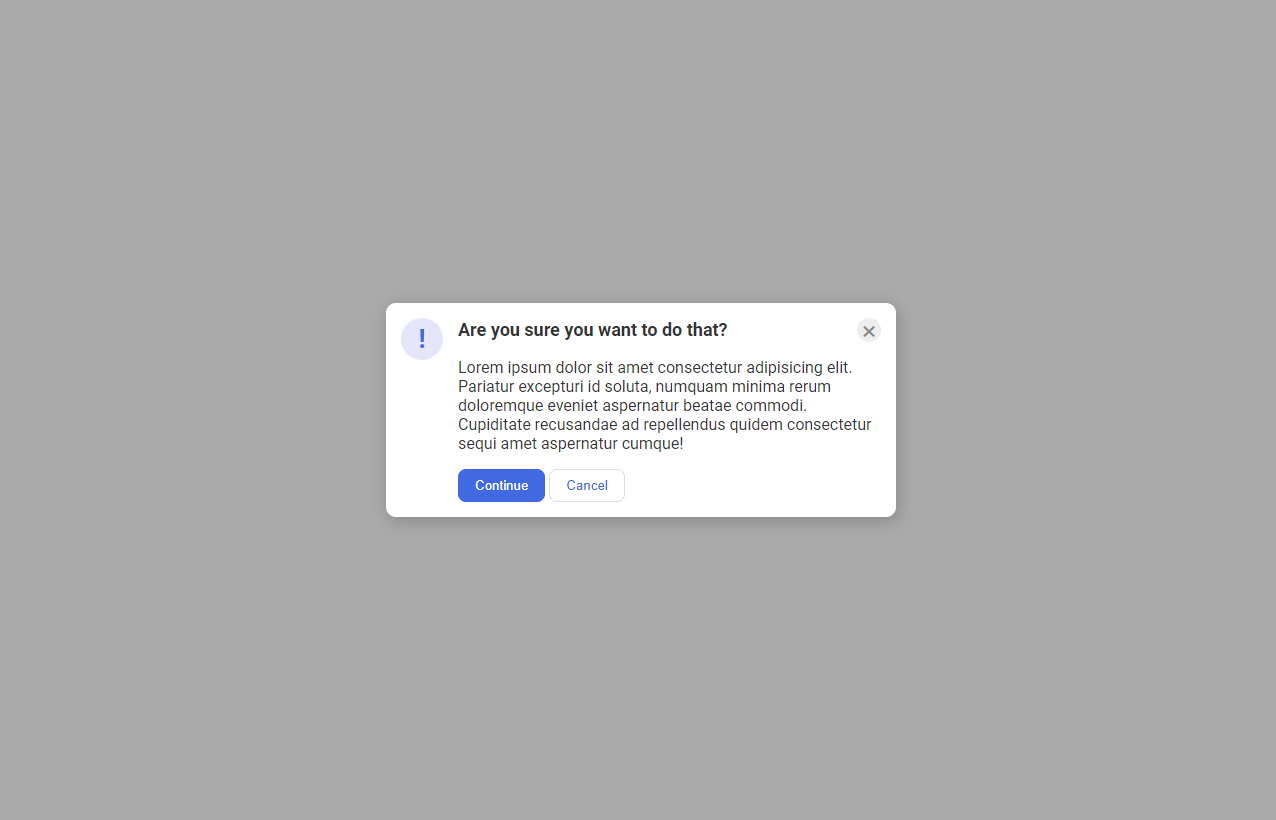 !
Are you sure you want to do that?
✕
Lorem ipsum dolor sit amet consectetur adipisicing elit.
Pariatur excepturi id soluta, numquam minima rerum
doloremque eveniet aspernatur beatae commodi.
Cupiditate recusandae ad repellendus quidem consectetur
sequi amet aspernatur cumque!
Continue Cancel